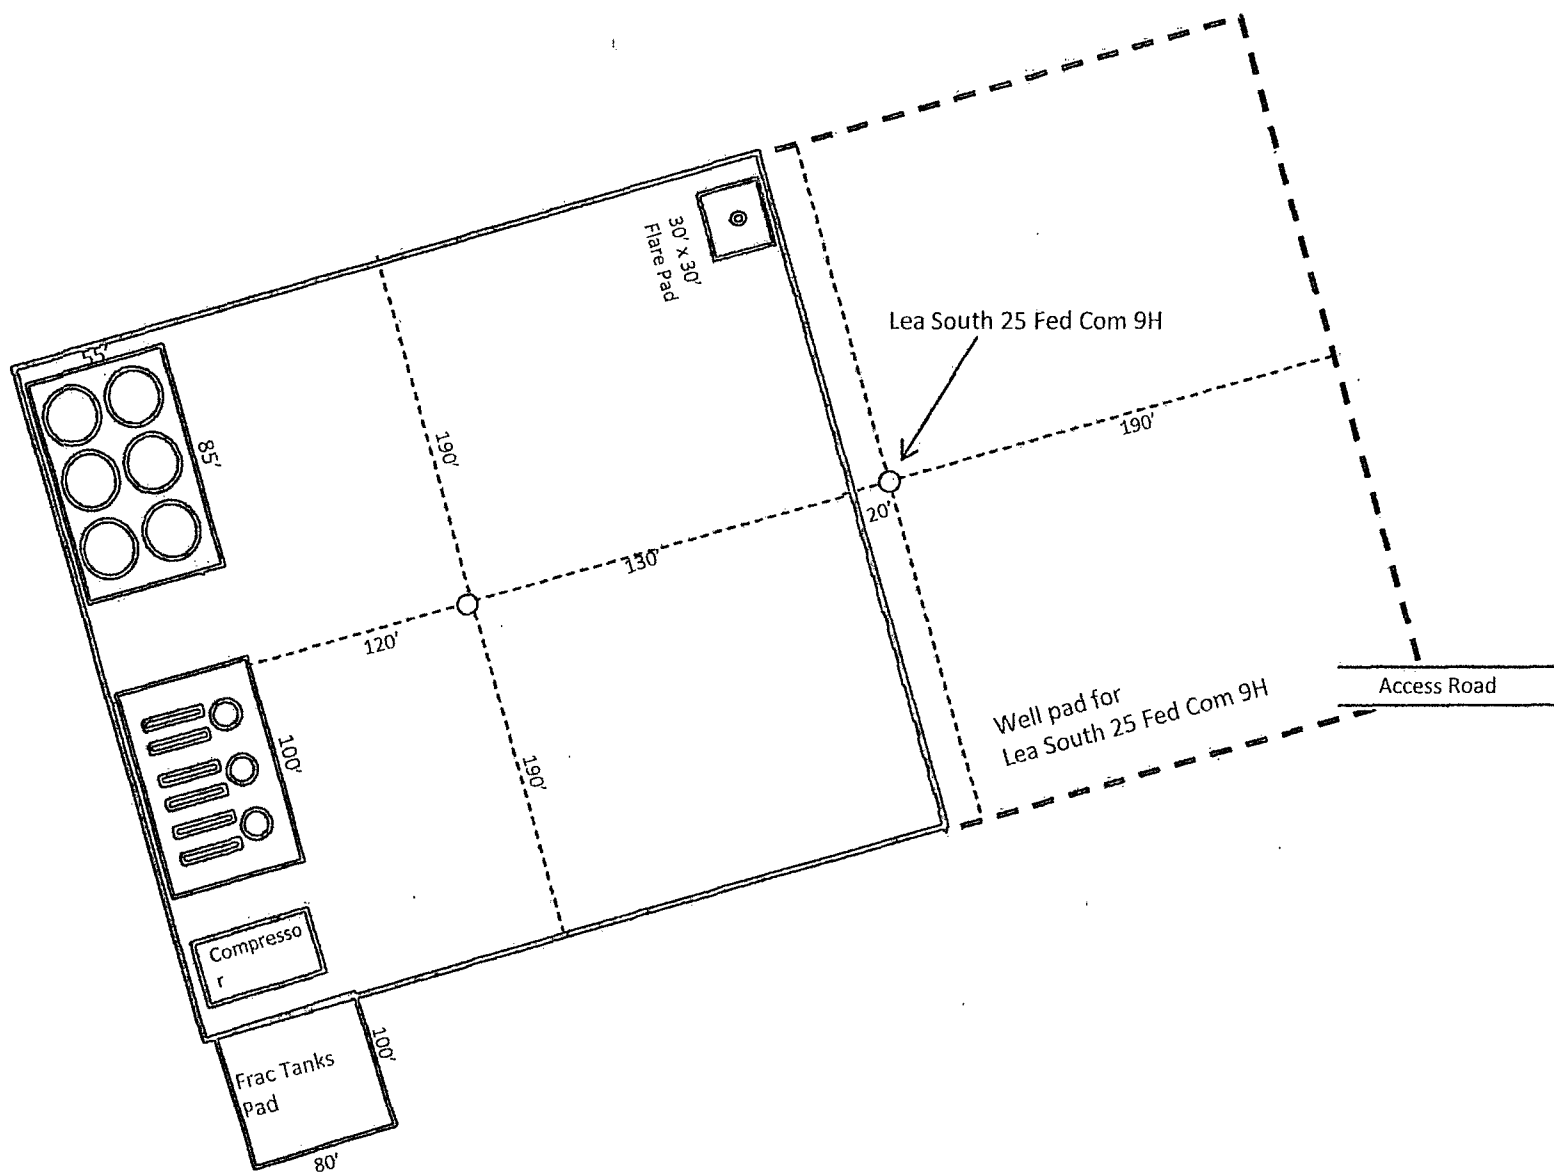 30' x 30'
Flare Pad
Lea South 25 Fed Com 9H
55'
85'
190'
190'
20'
130'
120'
Access Road
Well pad for
Lea South 25 Fed Com 9H
100'
190'
Compresso
r
100'
Frac Tanks
Pad
80'